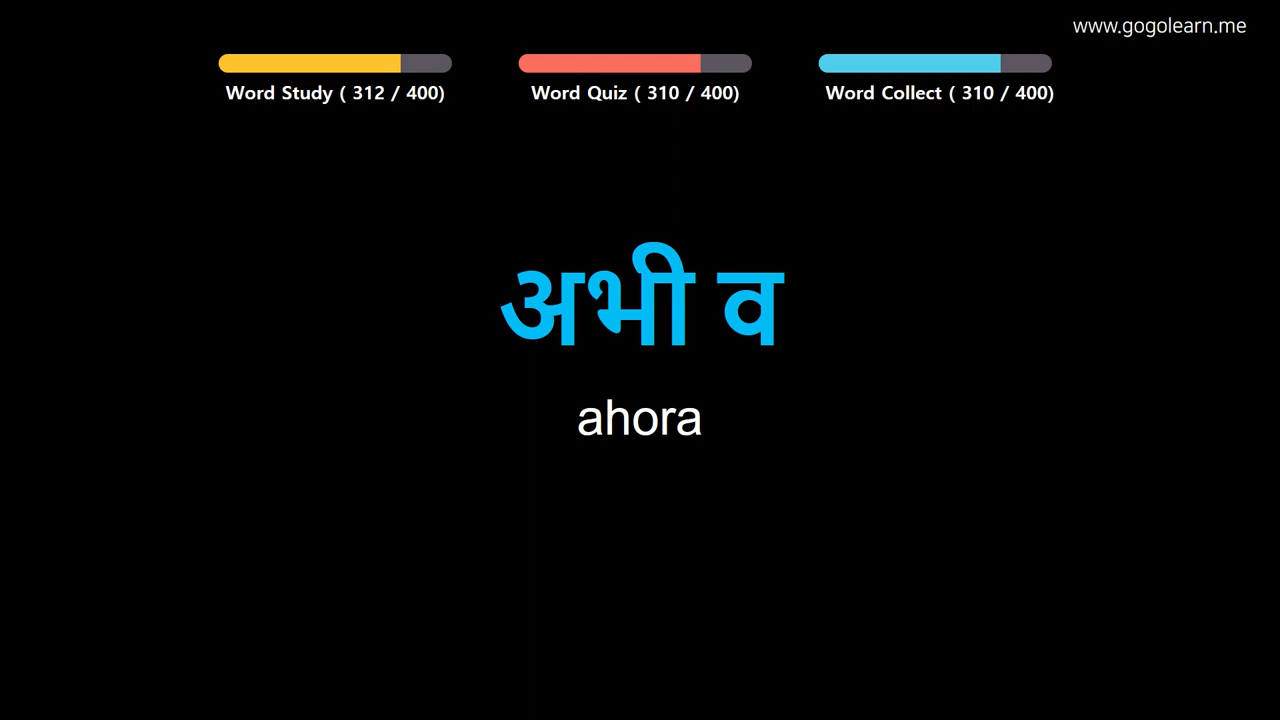 www.gogolearn.me
Word Study ( 312 / 400)
Word Quiz ( 310 / 400)
Word Collect ( 310 / 400)
अभी व
ahora